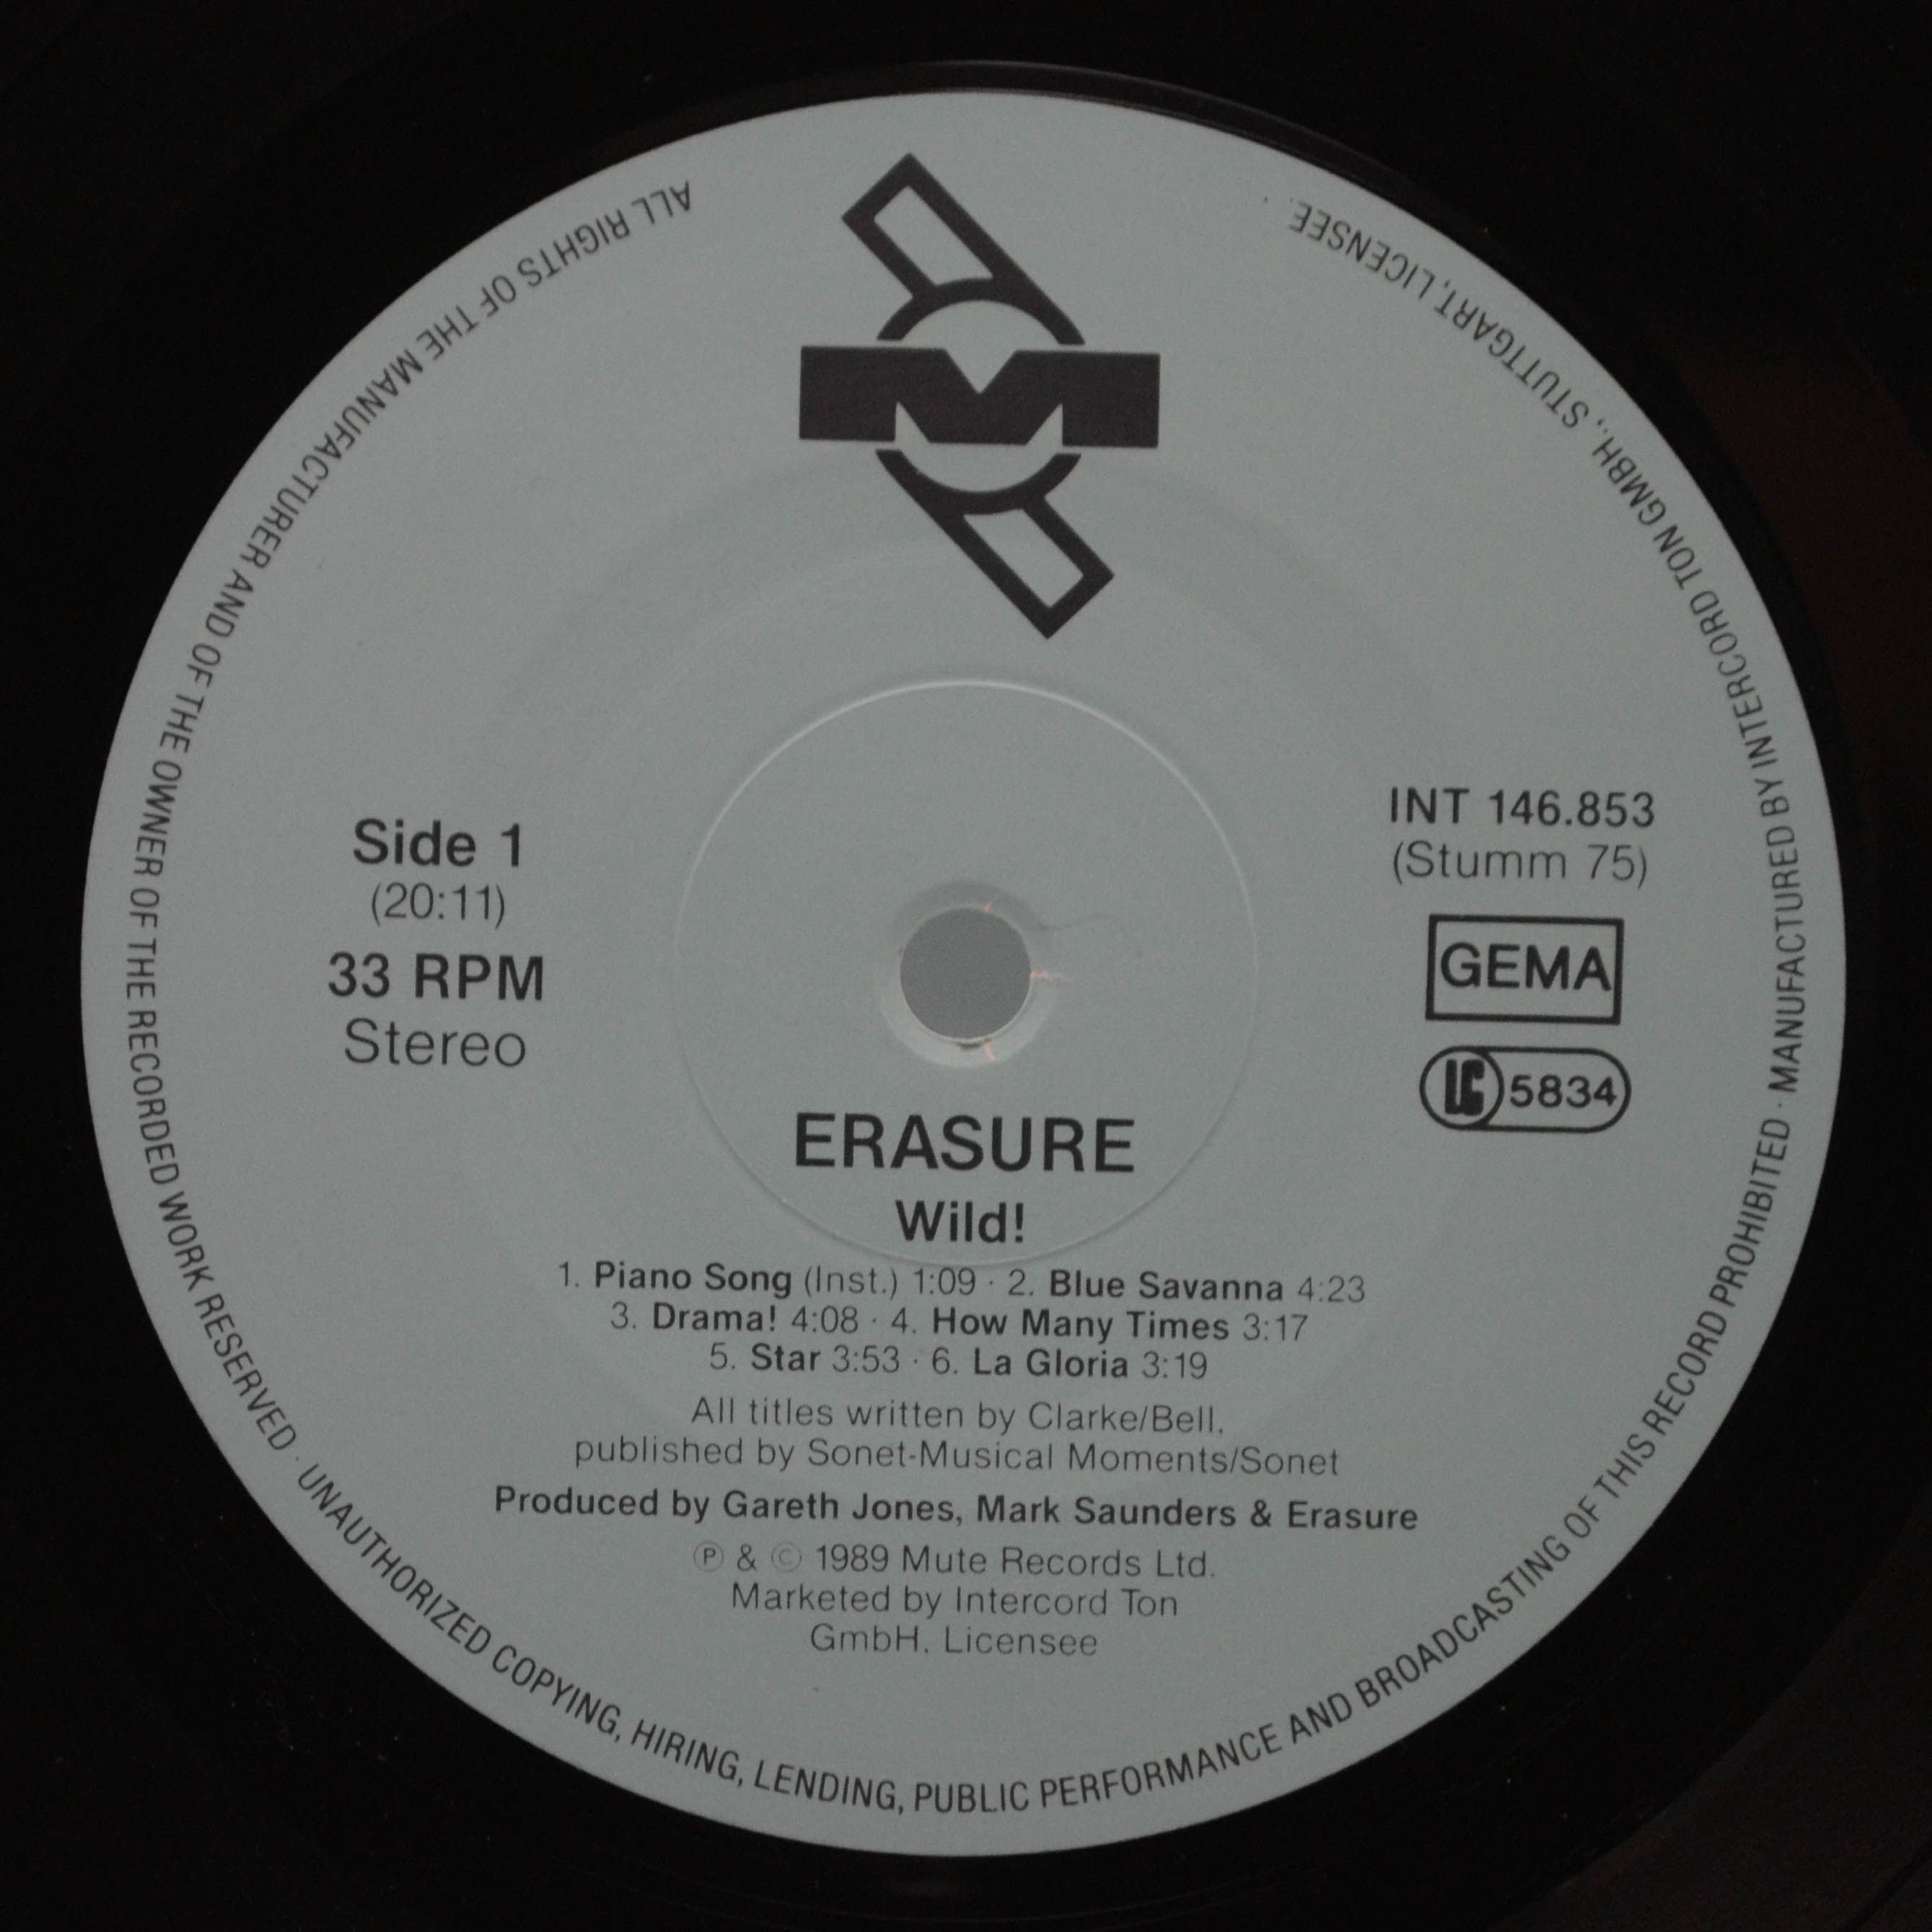 M
Side 1
(20:11)
33 RPM
Stereo
INT 146.853
(Stumm 75)
GEMA
LC 5834
ERASURE
Wild!
1. Piano Song (Inst.) 1:09 · 2. Blue Savanna 4:23
3. Drama! 4:08 · 4. How Many Times 3:17
5. Star 3:53 · 6. La Gloria 3:19
All titles written by Clarke/Bell,
published by Sonet-Musical Moments/Sonet
Produced by Gareth Jones, Mark Saunders & Erasure
℗ & © 1989 Mute Records Ltd.
Marketed by Intercord Ton
GmbH, Licensee
ALL RIGHTS OF THE MANUFACTURER AND OF THE OWNER OF THE RECORDED WORK RESERVED · UNAUTHORIZED COPYING, HIRING, LENDING, PUBLIC PERFORMANCE AND BROADCASTING OF THIS RECORD PROHIBITED · MANUFACTURED BY INTERCORD TON GMBH., STUTTGART, LICENSEE.